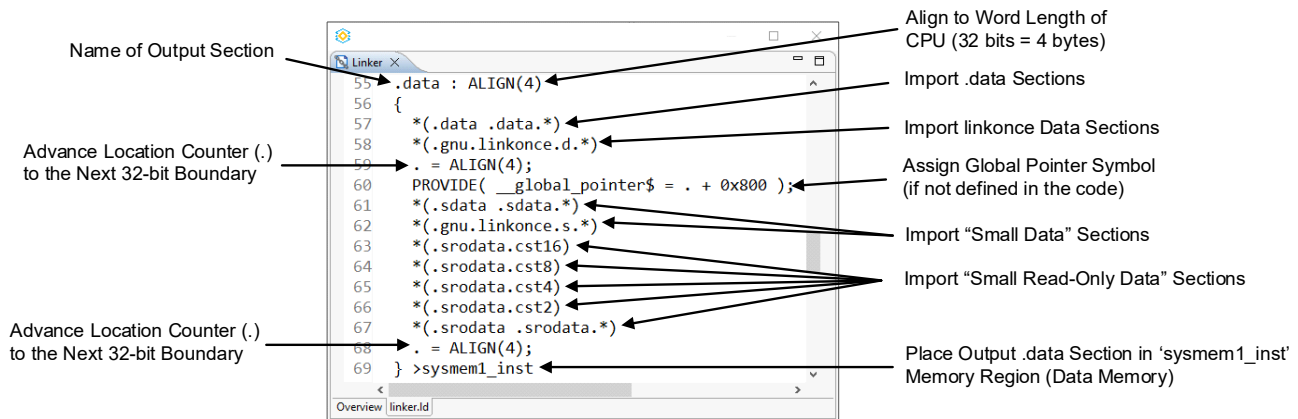 Name of Output Section
Advance Location Counter (.)
to the Next 32-bit Boundary
Advance Location Counter (.)
to the Next 32-bit Boundary
Linker
55 .data : ALIGN(4)
56 {
57 *(.data .data.*)
58 *(.gnu.linkonce.d.*)
59 . = ALIGN(4);
60 PROVIDE( __global_pointer$ = . + 0x800 );
61 *(.sdata .sdata.*)
62 *(.gnu.linkonce.s.*)
63 *(.srodata.cst16)
64 *(.srodata.cst8)
65 *(.srodata.cst4)
66 *(.srodata.cst2)
67 *(.srodata .srodata.*)
68 . = ALIGN(4);
69 } >sysmem1_inst
Overview linker.ld
Align to Word Length of
CPU (32 bits = 4 bytes)
Import .data Sections
Import linkonce Data Sections
Assign Global Pointer Symbol
(if not defined in the code)
Import “Small Data” Sections
Import “Small Read-Only Data” Sections
Place Output .data Section in ‘sysmem1_inst’
Memory Region (Data Memory)